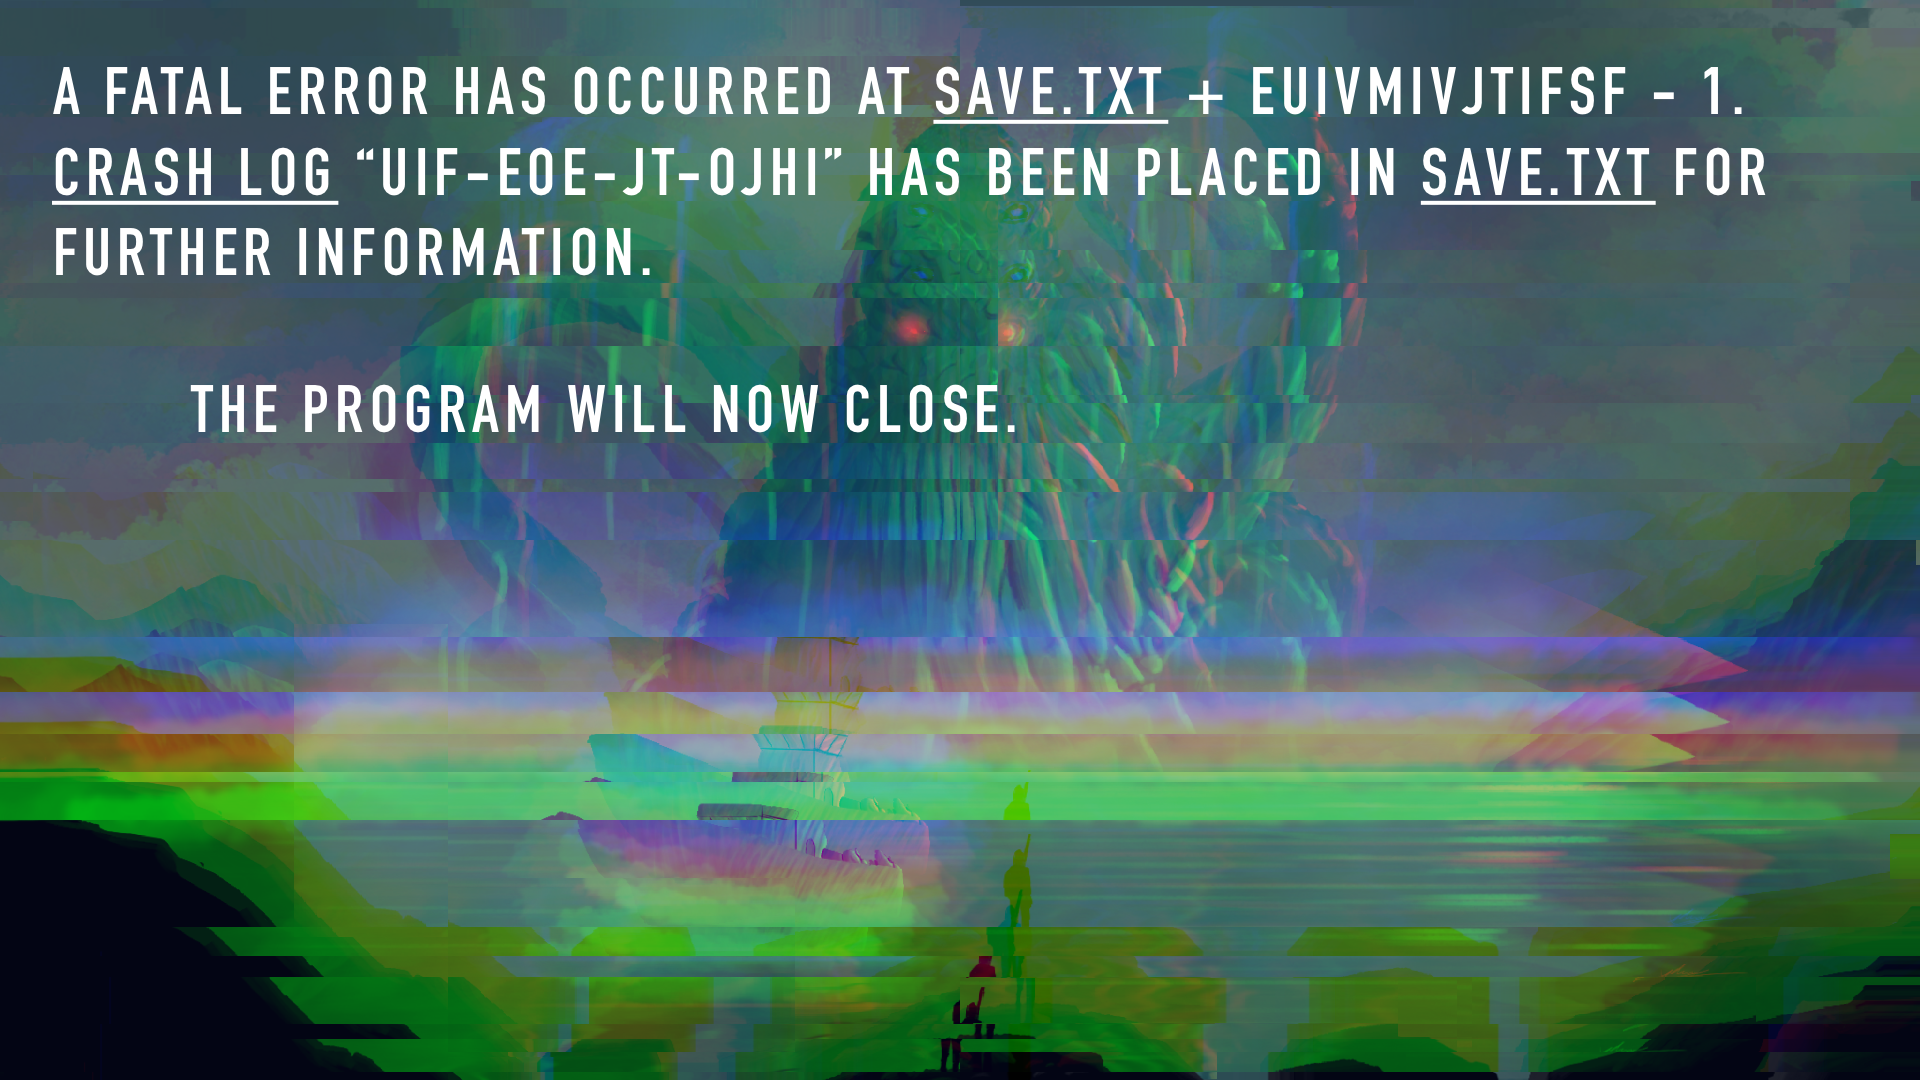 A FATAL ERROR HAS OCCURRED AT SAVE.TXT + EUIVMIVJTIFSF - 1.
CRASH LOG “UIF-EOE-JT-OJHI” HAS BEEN PLACED IN SAVE.TXT FOR
FURTHER INFORMATION.
THE PROGRAM WILL NOW CLOSE.